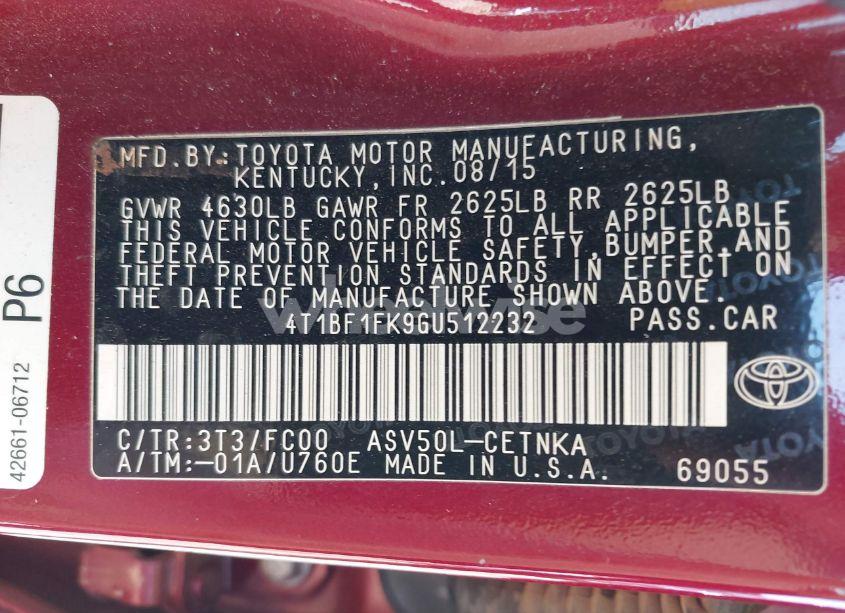 MFD.BY:TOYOTA MOTOR MANUFACTURING,
KENTUCKY,INC.08/15
GVWR 4630LB GAWR FR 2625LB RR 2625LB
THIS VEHICLE CONFORMS TO ALL APPLICABLE
FEDERAL MOTOR VEHICLE SAFETY,BUMPER,AND
THEFT PREVENTION STANDARDS IN EFFECT ON
THE DATE OF MANUFACTURE SHOWN ABOVE.
4T1BF1FK9GU512232 PASS.CAR
C/TR:3T3/FC00 ASV50L-CETNKA
A/TM:-01A/U760E MADE IN U.S.A. 69055
P6
42661-06712
TOYOTA
TOYOTA
TOYOTA